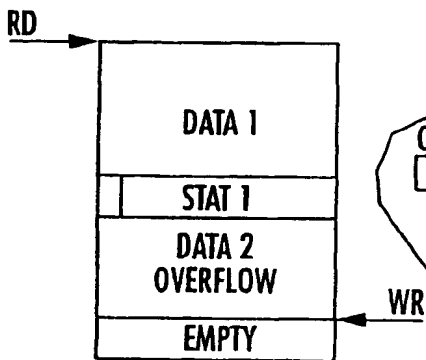 RD
DATA 1
STAT 1
DATA 2
OVERFLOW
WR
EMPTY